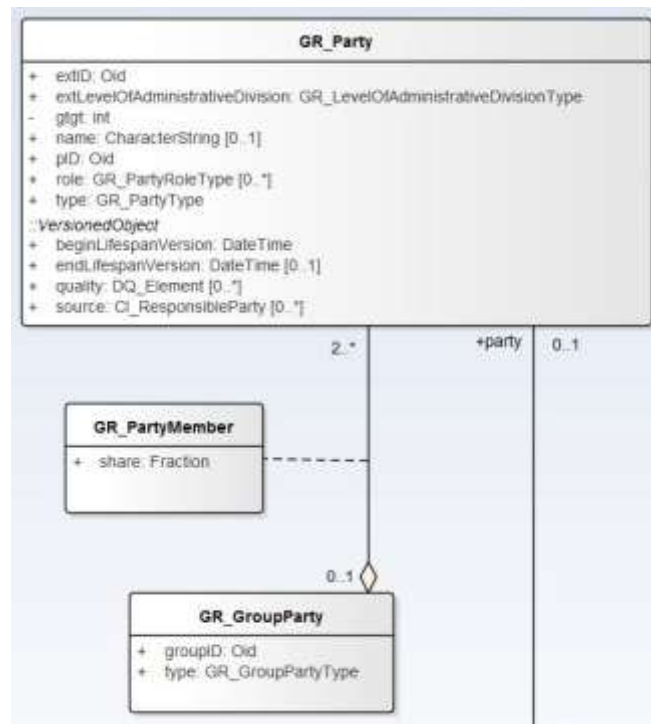 GR_Party
+ extID: Oid
+ extLevelOfAdministrativeDivision: GR_LevelOfAdministrativeDivisionType
- gtgt: int
+ name: CharacterString [0..1]
+ pID: Oid
+ role: GR_PartyRoleType [0..*]
+ type: GR_PartyType
::VersionedObject
+ beginLifespanVersion: DateTime
+ endLifespanVersion: DateTime [0..1]
+ quality: DQ_Element [0..*]
+ source: CI_ResponsibleParty [0..*]
2..* +party 0..1
GR_PartyMember
+ share: Fraction
0..1
GR_GroupParty
+ groupID: Oid
+ type: GR_GroupPartyType